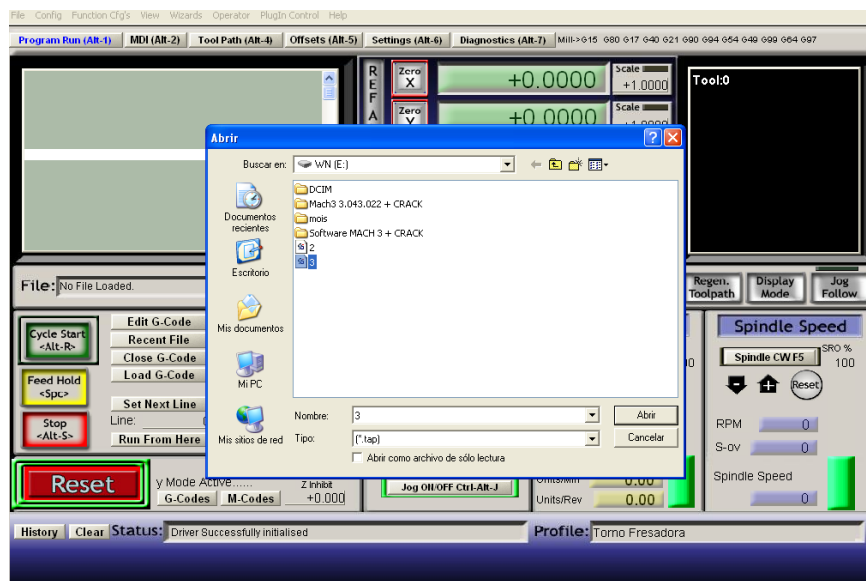 File Config Function Cfg's View Wizards Operator PlugIn Control Help
Program Run (Alt-1) MDI (Alt-2) Tool Path (Alt-4) Offsets (Alt-5) Settings (Alt-6) Diagnostics (Alt-7) Mill->G15 G80 G17 G40 G21 G90 G94 G54 G49 G99 G64 G97
R
E
F
A
Zero
X
+0.0000
Scale
+1.0000
Tool:0
Zero
+0.0000
Scale
Abrir
Buscar en: WN (E:)
Documentos recientes
Escritorio
Mis documentos
Mi PC
Mis sitios de red
DCIM
Mach3 3.043.022 + CRACK
mois
Software MACH 3 + CRACK
2
3
Nombre: 3 Abrir
Tipo: (*.tap) Cancelar
Abrir como archivo de sólo lectura
File: No File Loaded.
Regen. Toolpath
Display Mode
Jog Follow
Cycle Start
<Alt-R>
Feed Hold
<Spc>
Stop
<Alt-S>
Edit G-Code
Recent File
Close G-Code
Load G-Code
Set Next Line
Line:
Run From Here
Spindle Speed
Spindle CW F5
SRO %
100
Reset
RPM 0
S-ov 0
Spindle Speed
0
Reset
y Mode Active......
G-Codes M-Codes
Z Inhibit
+0.000
Jog ON/OFF Ctrl-Alt-J
Units/Min 0.00
Units/Rev 0.00
History Clear Status: Driver Successfully initialised Profile: Torno Fresadora